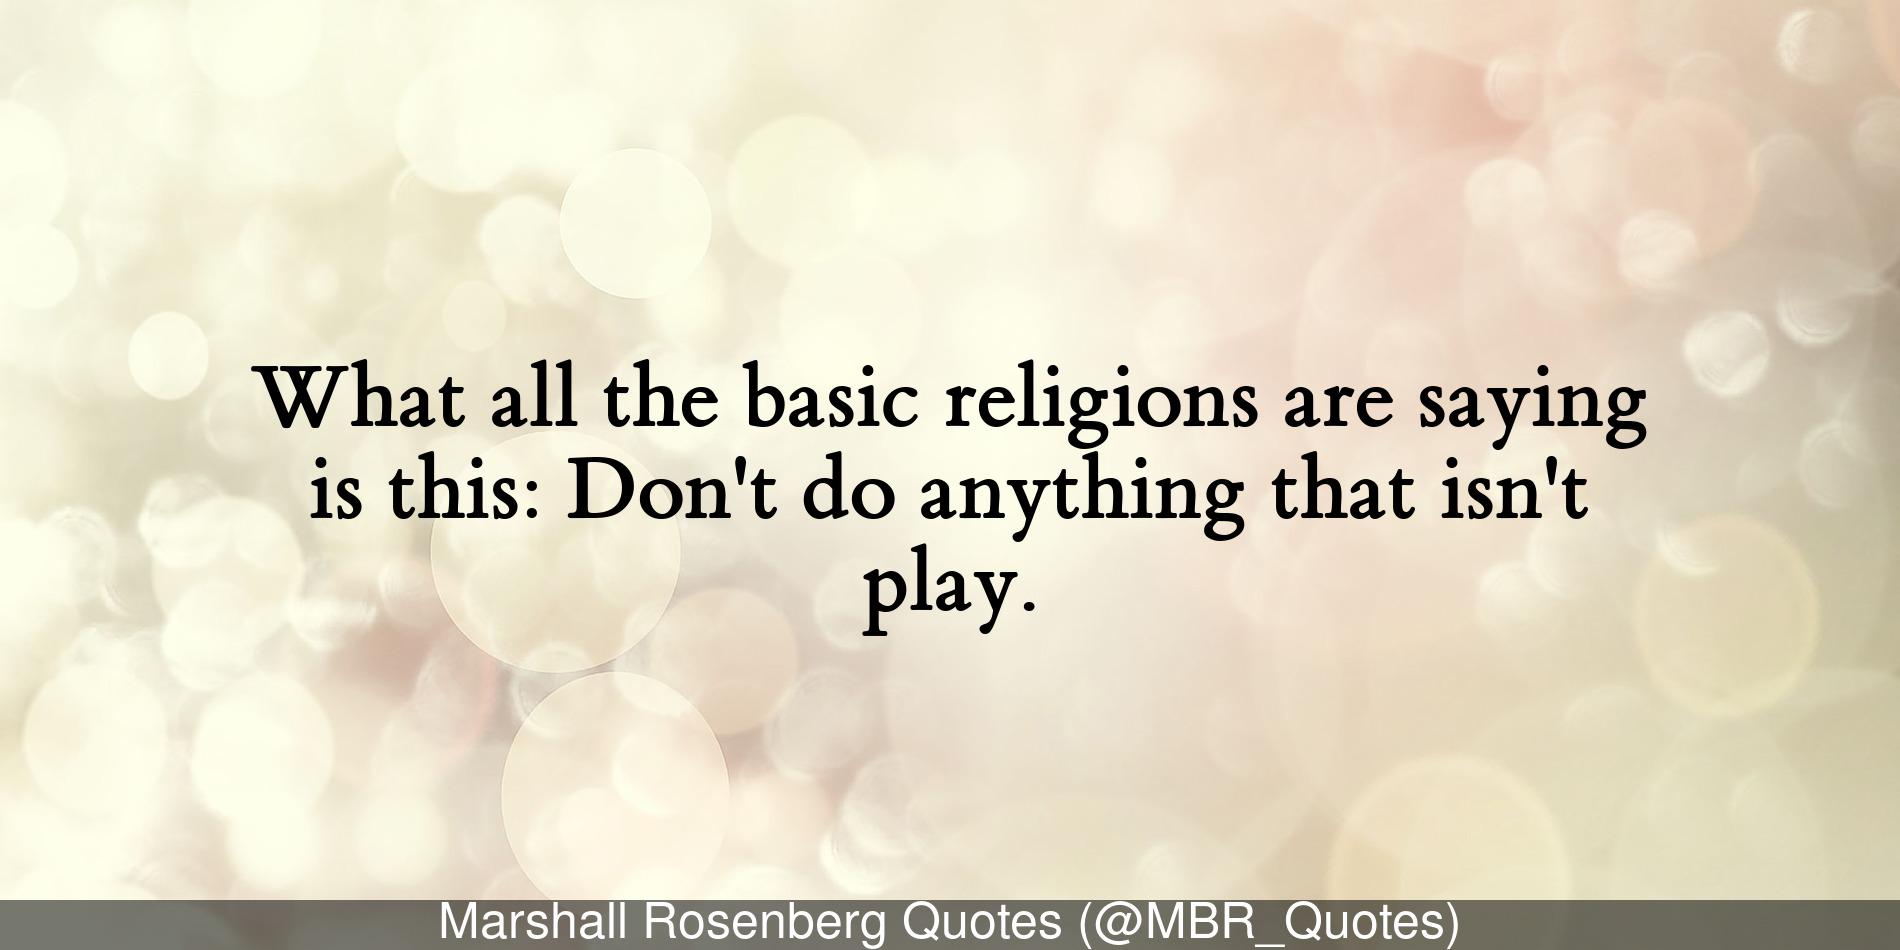 What all the basic religions are saying
is this: Don't do anything that isn't
play.
Marshall Rosenberg Quotes (@MBR_Quotes)